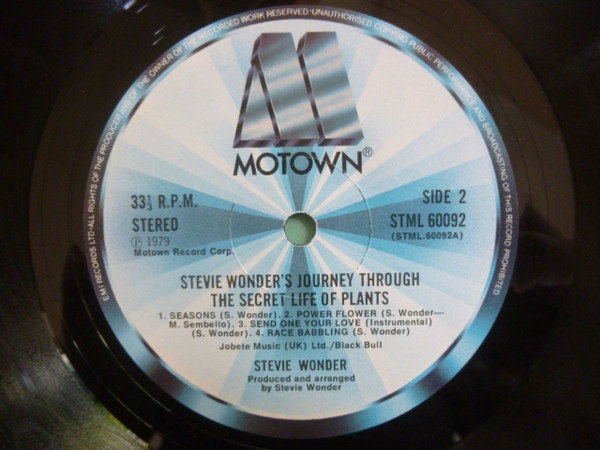 EMI RECORDS LTD•ALL RIGHTS OF THE PRODUCER AND OF THE OWNER OF THE RECORDED WORK RESERVED•UNAUTHORISED COPYING PUBLIC PERFORMANCE AND BROADCASTING OF THIS RECORD PROHIBITED
M
MOTOWN®
33⅓ R.P.M.
SIDE 2
STEREO
STML 60092
℗ 1979
(STML.60092A)
Motown Record Corp.
STEVIE WONDER'S JOURNEY THROUGH
THE SECRET LIFE OF PLANTS
1. SEASONS (S. Wonder). 2. POWER FLOWER (S. Wonder—
M. Sembello). 3. SEND ONE YOUR LOVE (Instrumental)
(S. Wonder). 4. RACE BABBLING (S. Wonder)
Jobete Music (UK) Ltd./Black Bull
STEVIE WONDER
Produced and arranged
by Stevie Wonder